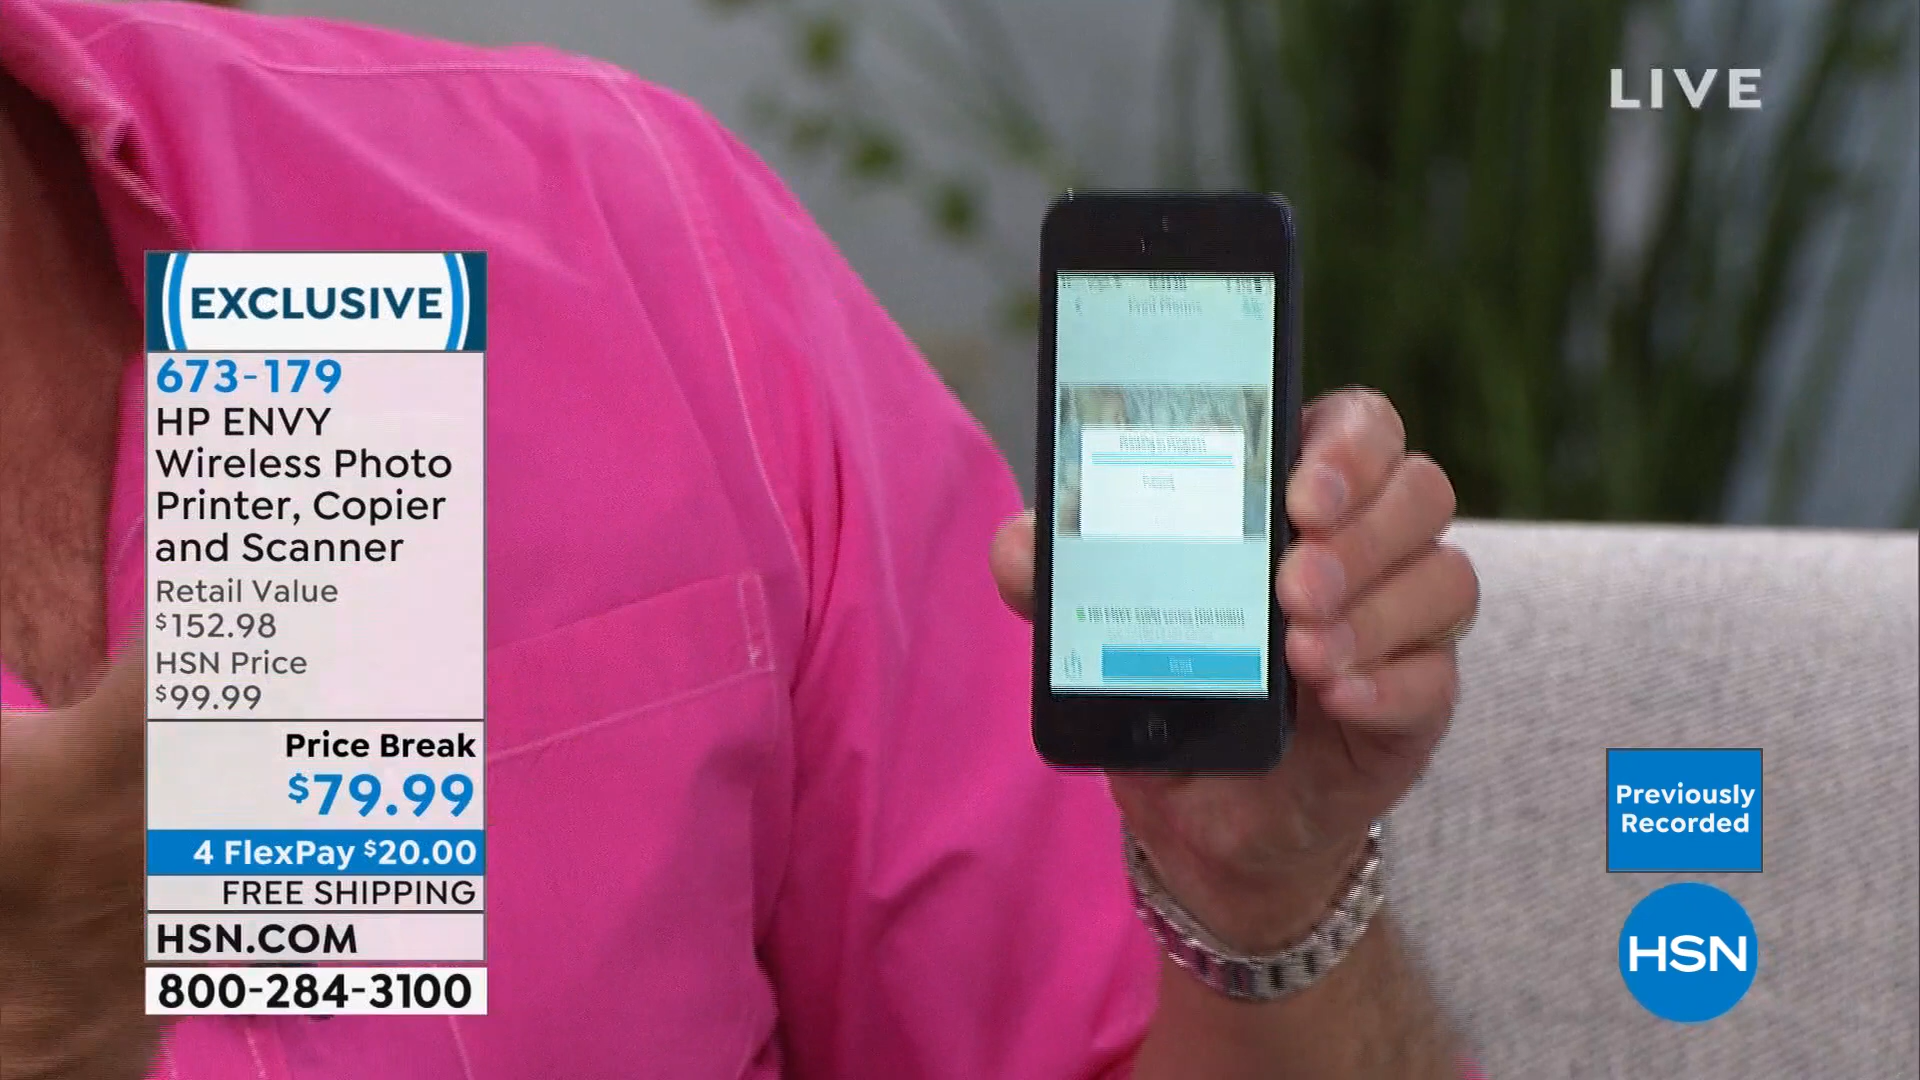 LIVE
EXCLUSIVE
673-179
HP ENVY
Wireless Photo
Printer, Copier
and Scanner
Retail Value
$152.98
HSN Price
$99.99
Price Break
$79.99
4 FlexPay $20.00
FREE SHIPPING
HSN.COM
800-284-3100
Previously
Recorded
HSN